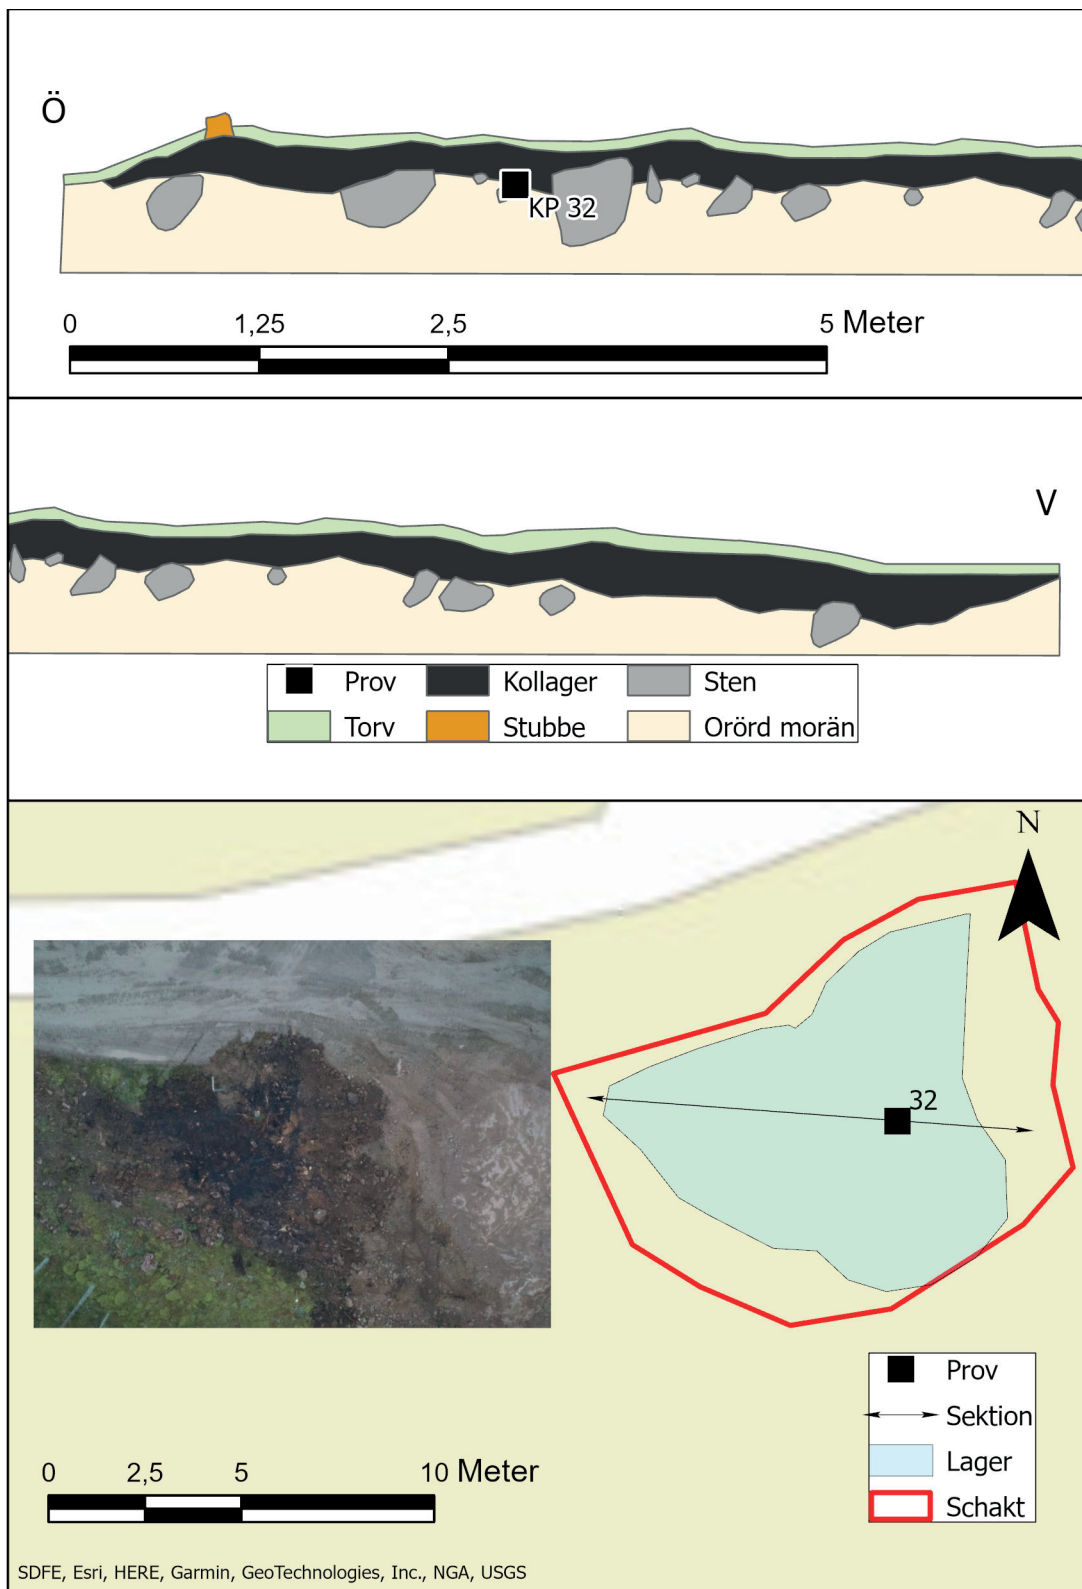 Ö
KP 32
0 1,25 2,5 5 Meter
V
Prov Kollager Sten
Torv Stubbe Orörd morän
N
32
Prov
Sektion
Lager
Schakt
0 2,5 5 10 Meter
SDFE, Esri, HERE, Garmin, GeoTechnologies, Inc., NGA, USGS